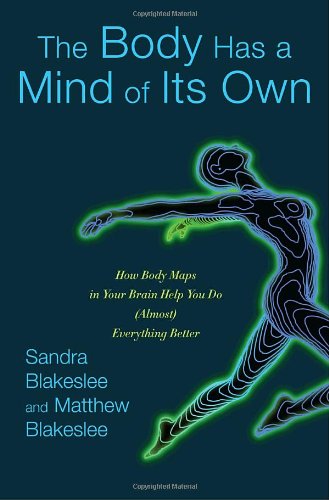 The Body Has a
Mind of Its Own
How Body Maps
in Your Brain Help You Do
(Almost)
Everything Better
Sandra
Blakeslee
and Matthew
Blakeslee